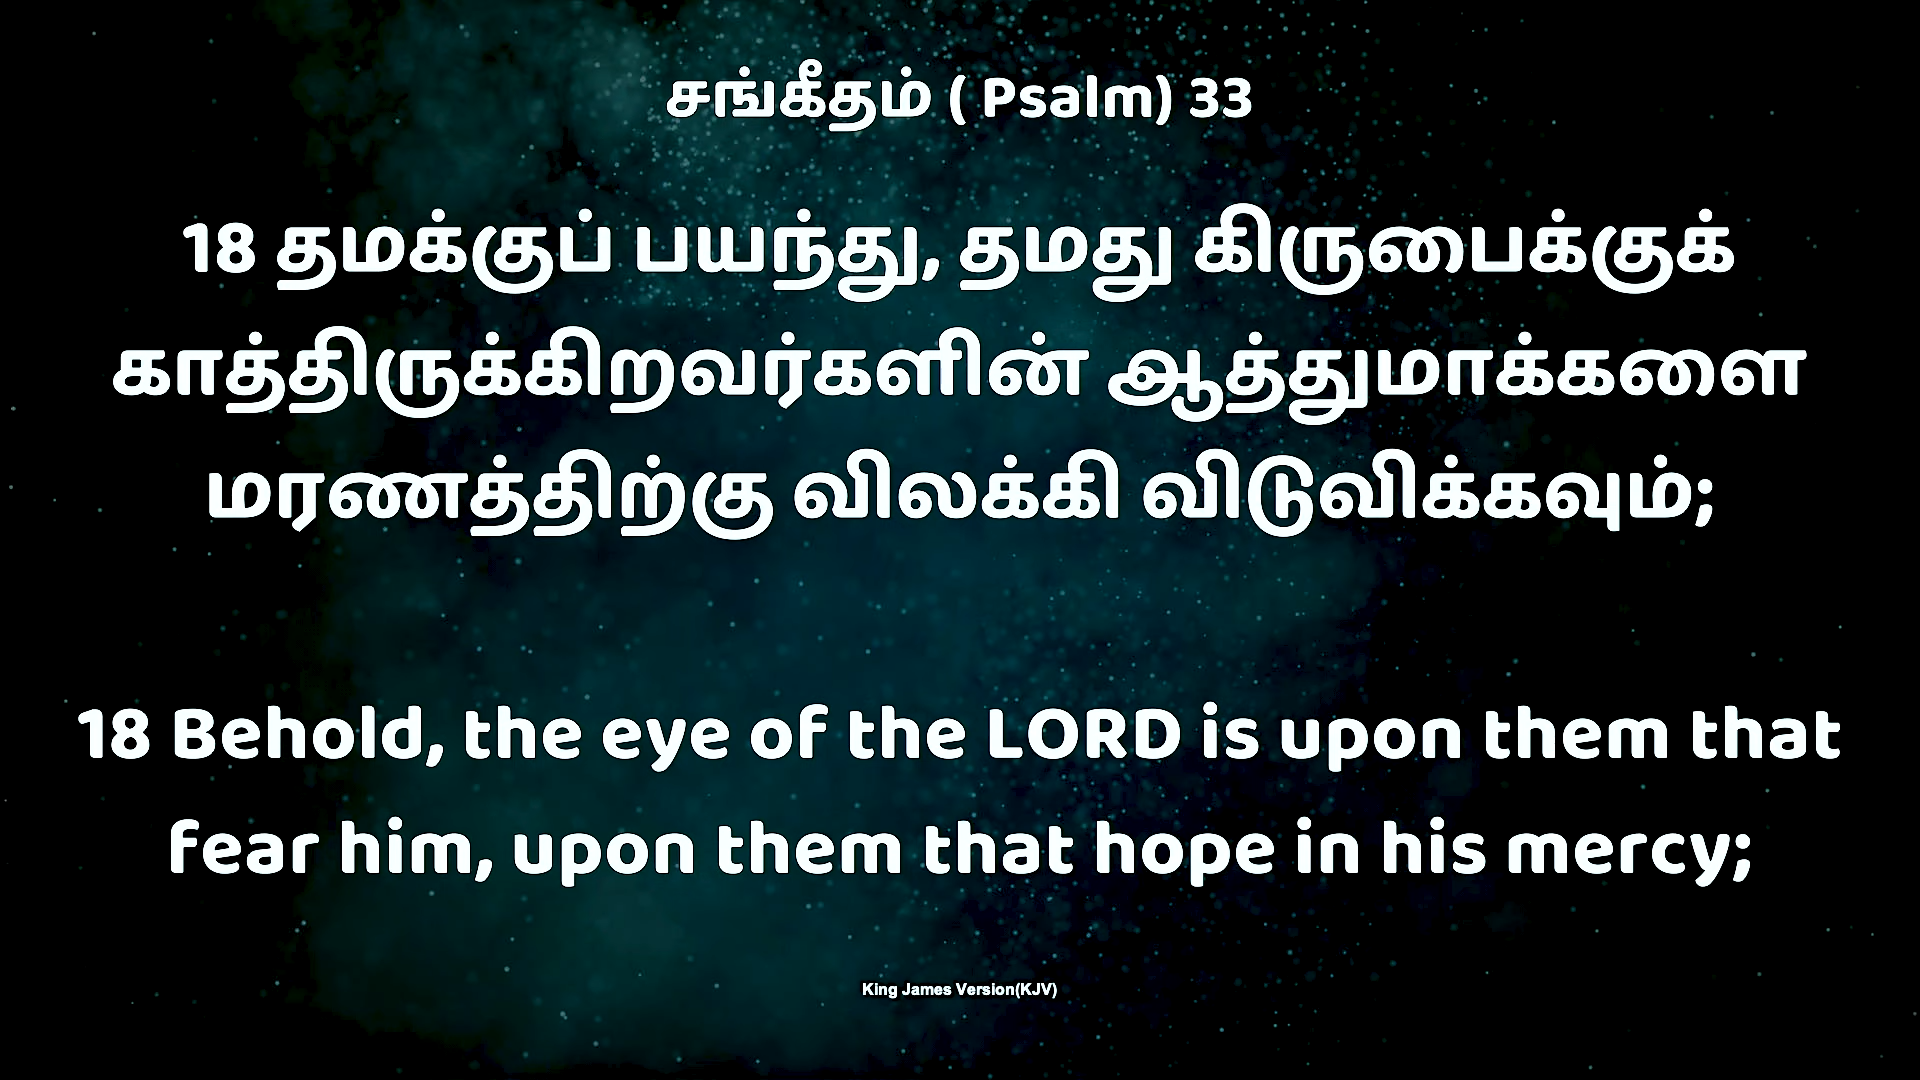 சங்கீதம் ( Psalm) 33
18 தமக்குப் பயந்து, தமது கிருபைக்குக்
காத்திருக்கிறவர்களின் ஆத்துமாக்களை
மரணத்திற்கு விலக்கி விடுவிக்கவும்;
18 Behold, the eye of the LORD is upon them that
fear him, upon them that hope in his mercy;
King James Version(KJV)